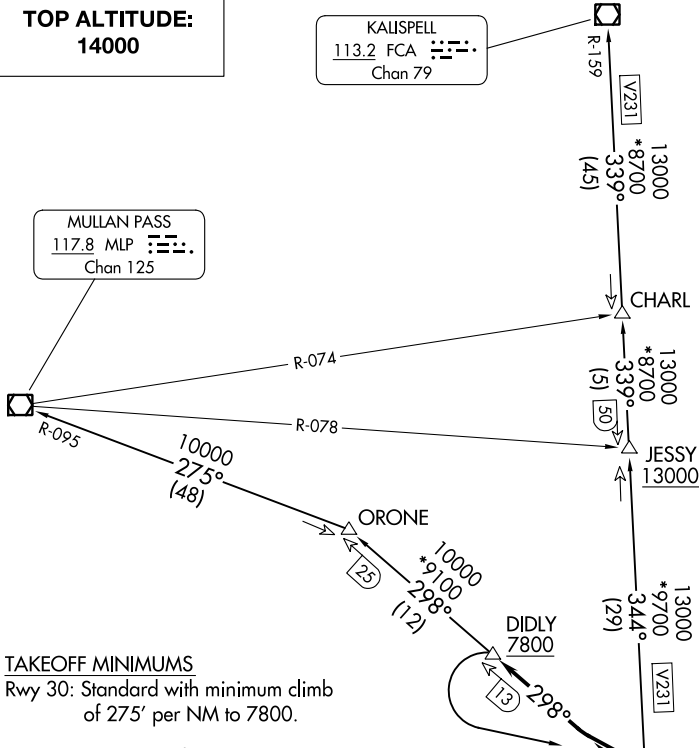 TOP ALTITUDE:
14000
KALISPELL
113.2 FCA
Chan 79
R-159
V231
13000
*8700
339°
(45)
MULLAN PASS
117.8 MLP
Chan 125
CHARL
R-074
13000
*8700
339°
(5)
50
R-078
R-095
JESSY
13000
10000
275°
(48)
ORONE
25
10000
*9100
298°
(12)
13000
*9700
344°
(29)
V231
DIDLY
7800
13
298°
TAKEOFF MINIMUMS
Rwy 30: Standard with minimum climb
of 275' per NM to 7800.